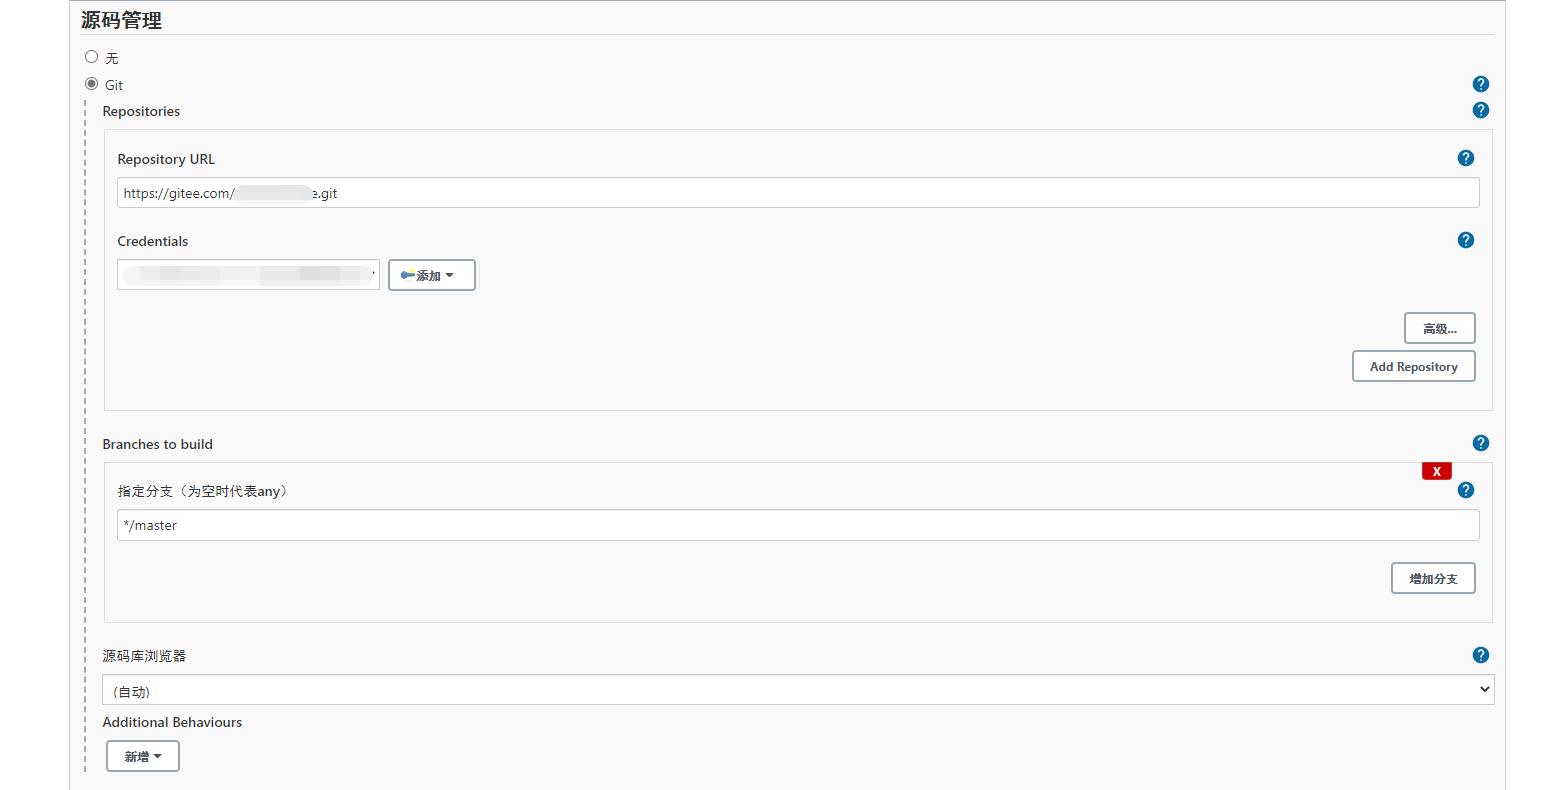 源码管理
无
Git
Repositories
Repository URL
https://gitee.com/ e.git
Credentials
添加
高级...
Add Repository
Branches to build
X
指定分支（为空时代表any）
*/master
增加分支
源码库浏览器
(自动)
Additional Behaviours
新增